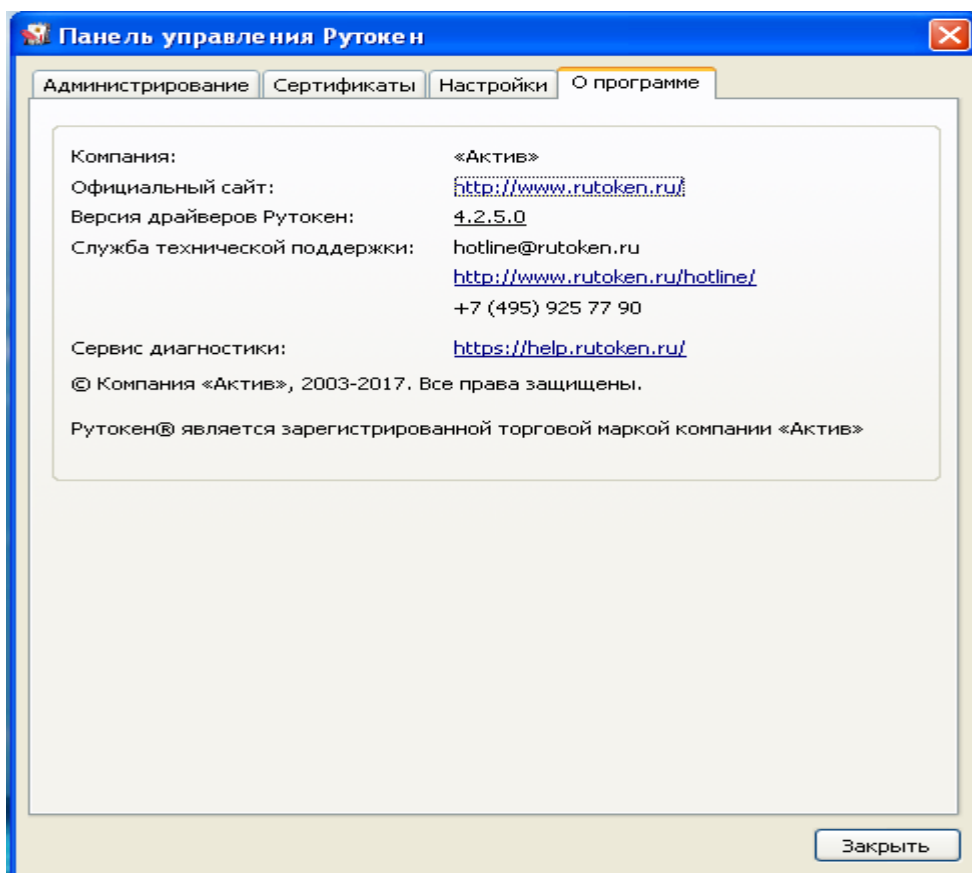 Панель управления Рутокен
Администрирование Сертификаты Настройки О программе
Компания: «Актив»
Официальный сайт: http://www.rutoken.ru/
Версия драйверов Рутокен: 4.2.5.0
Служба технической поддержки: hotline@rutoken.ru
http://www.rutoken.ru/hotline/
+7 (495) 925 77 90
Сервис диагностики: https://help.rutoken.ru/
© Компания «Актив», 2003-2017. Все права защищены.
Рутокен® является зарегистрированной торговой маркой компании «Актив»
Закрыть